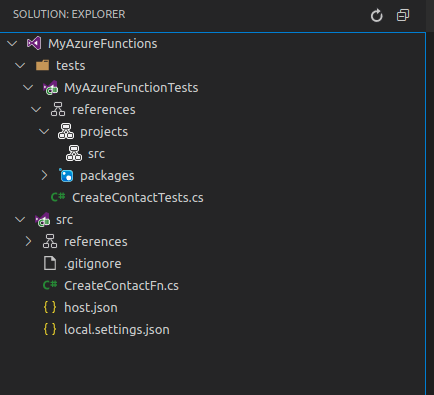 SOLUTION: EXPLORER
MyAzureFunctions
tests
MyAzureFunctionTests
references
projects
src
packages
C# CreateContactTests.cs
src
references
.gitignore
C# CreateContactFn.cs
{ } host.json
{ } local.settings.json